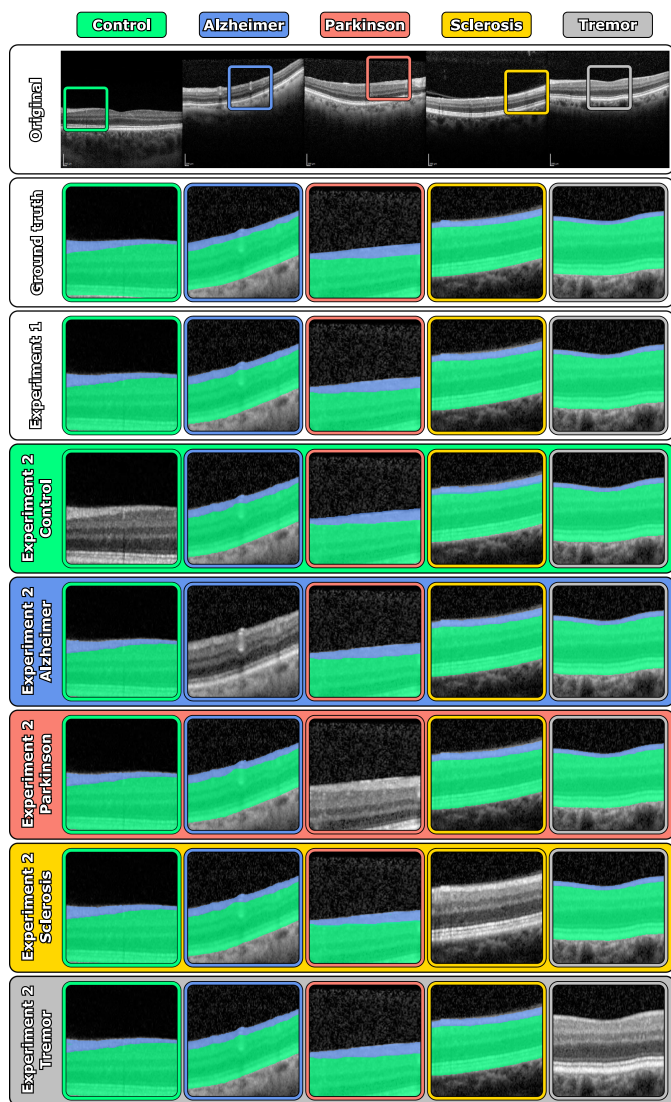 Control
Alzheimer
Parkinson
Sclerosis
Tremor
Original
Ground truth
Experiment 1
Experiment 2
Control
Experiment 2
Alzheimer
Experiment 2
Parkinson
Experiment 2
Sclerosis
Experiment 2
Tremor